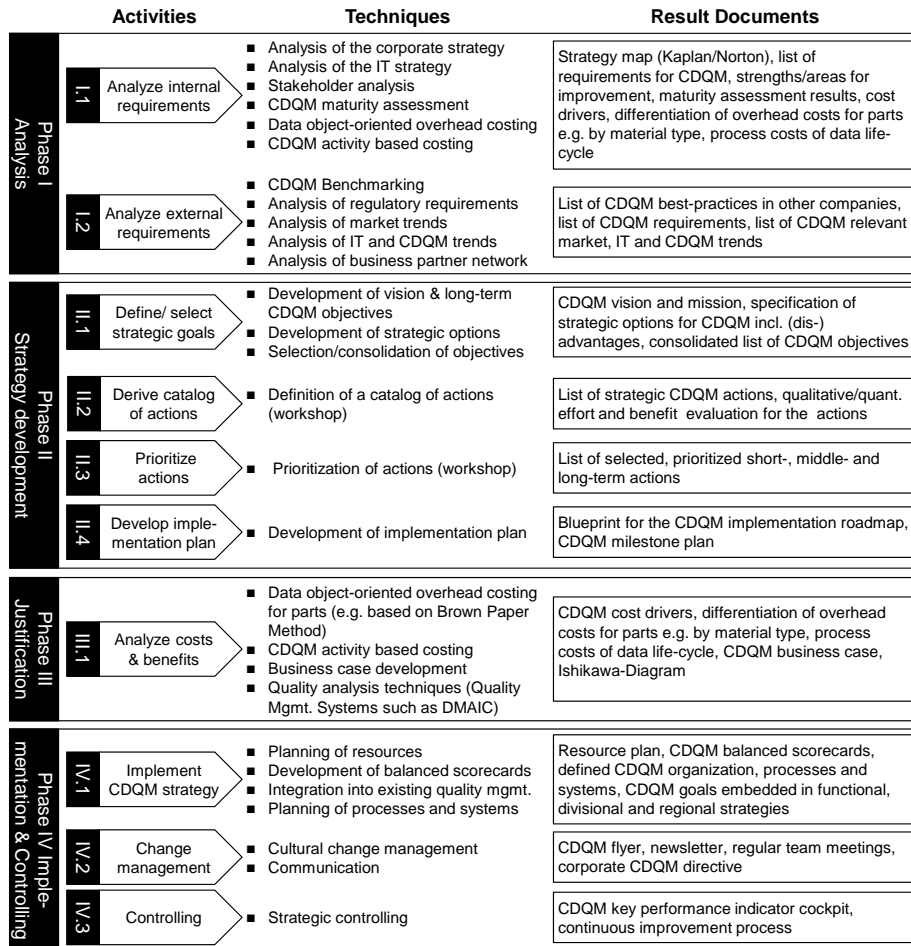 Activities
Techniques
Result Documents
Phase I
Analysis
I.1
Analyze internal
requirements
■ Analysis of the corporate strategy
■ Analysis of the IT strategy
■ Stakeholder analysis
■ CDQM maturity assessment
■ Data object-oriented overhead costing
■ CDQM activity based costing
Strategy map (Kaplan/Norton), list of
requirements for CDQM, strengths/areas for
improvement, maturity assessment results, cost
drivers, differentiation of overhead costs for parts
e.g. by material type, process costs of data life-
cycle
I.2
Analyze external
requirements
■ CDQM Benchmarking
■ Analysis of regulatory requirements
■ Analysis of market trends
■ Analysis of IT and CDQM trends
■ Analysis of business partner network
List of CDQM best-practices in other companies,
list of CDQM requirements, list of CDQM relevant
market, IT and CDQM trends
Phase II
Strategy development
II.1
Define/ select
strategic goals
■ Development of vision & long-term
CDQM objectives
■ Development of strategic options
■ Selection/consolidation of objectives
CDQM vision and mission, specification of
strategic options for CDQM incl. (dis-)
advantages, consolidated list of CDQM objectives
II.2
Derive catalog
of actions
■ Definition of a catalog of actions
(workshop)
List of strategic CDQM actions, qualitative/quant.
effort and benefit evaluation for the actions
II.3
Prioritize
actions
■ Prioritization of actions (workshop)
List of selected, prioritized short-, middle- and
long-term actions
II.4
Develop imple-
mentation plan
■ Development of implementation plan
Blueprint for the CDQM implementation roadmap,
CDQM milestone plan
Phase III
Justification
III.1
Analyze costs
& benefits
■ Data object-oriented overhead costing
for parts (e.g. based on Brown Paper
Method)
■ CDQM activity based costing
■ Business case development
■ Quality analysis techniques (Quality
Mgmt. Systems such as DMAIC)
CDQM cost drivers, differentiation of overhead
costs for parts e.g. by material type, process
costs of data life-cycle, CDQM business case,
Ishikawa-Diagram
Phase IV Imple-
mentation & Controlling
IV.1
Implement
CDQM strategy
■ Planning of resources
■ Development of balanced scorecards
■ Integration into existing quality mgmt.
■ Planning of processes and systems
Resource plan, CDQM balanced scorecards,
defined CDQM organization, processes and
systems, CDQM goals embedded in functional,
divisional and regional strategies
IV.2
Change
management
■ Cultural change management
■ Communication
CDQM flyer, newsletter, regular team meetings,
corporate CDQM directive
IV.3
Controlling
■ Strategic controlling
CDQM key performance indicator cockpit,
continuous improvement process